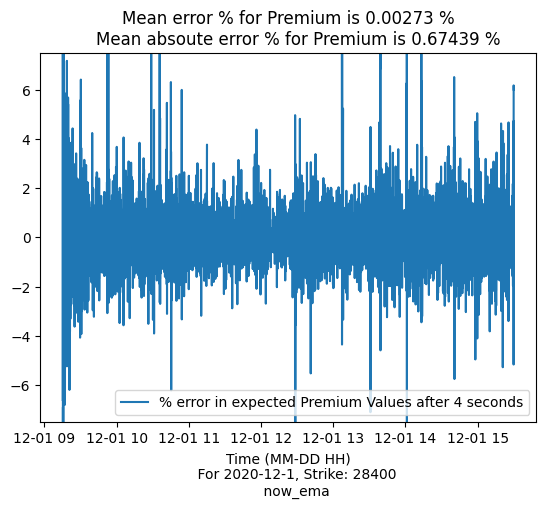 Mean error % for Premium is 0.00273 %
Mean absoute error % for Premium is 0.67439 %
6
4
2
0
−2
−4
−6
% error in expected Premium Values after 4 seconds
12-01 09 12-01 10 12-01 11 12-01 12 12-01 13 12-01 14 12-01 15
Time (MM-DD HH)
For 2020-12-1, Strike: 28400
now_ema